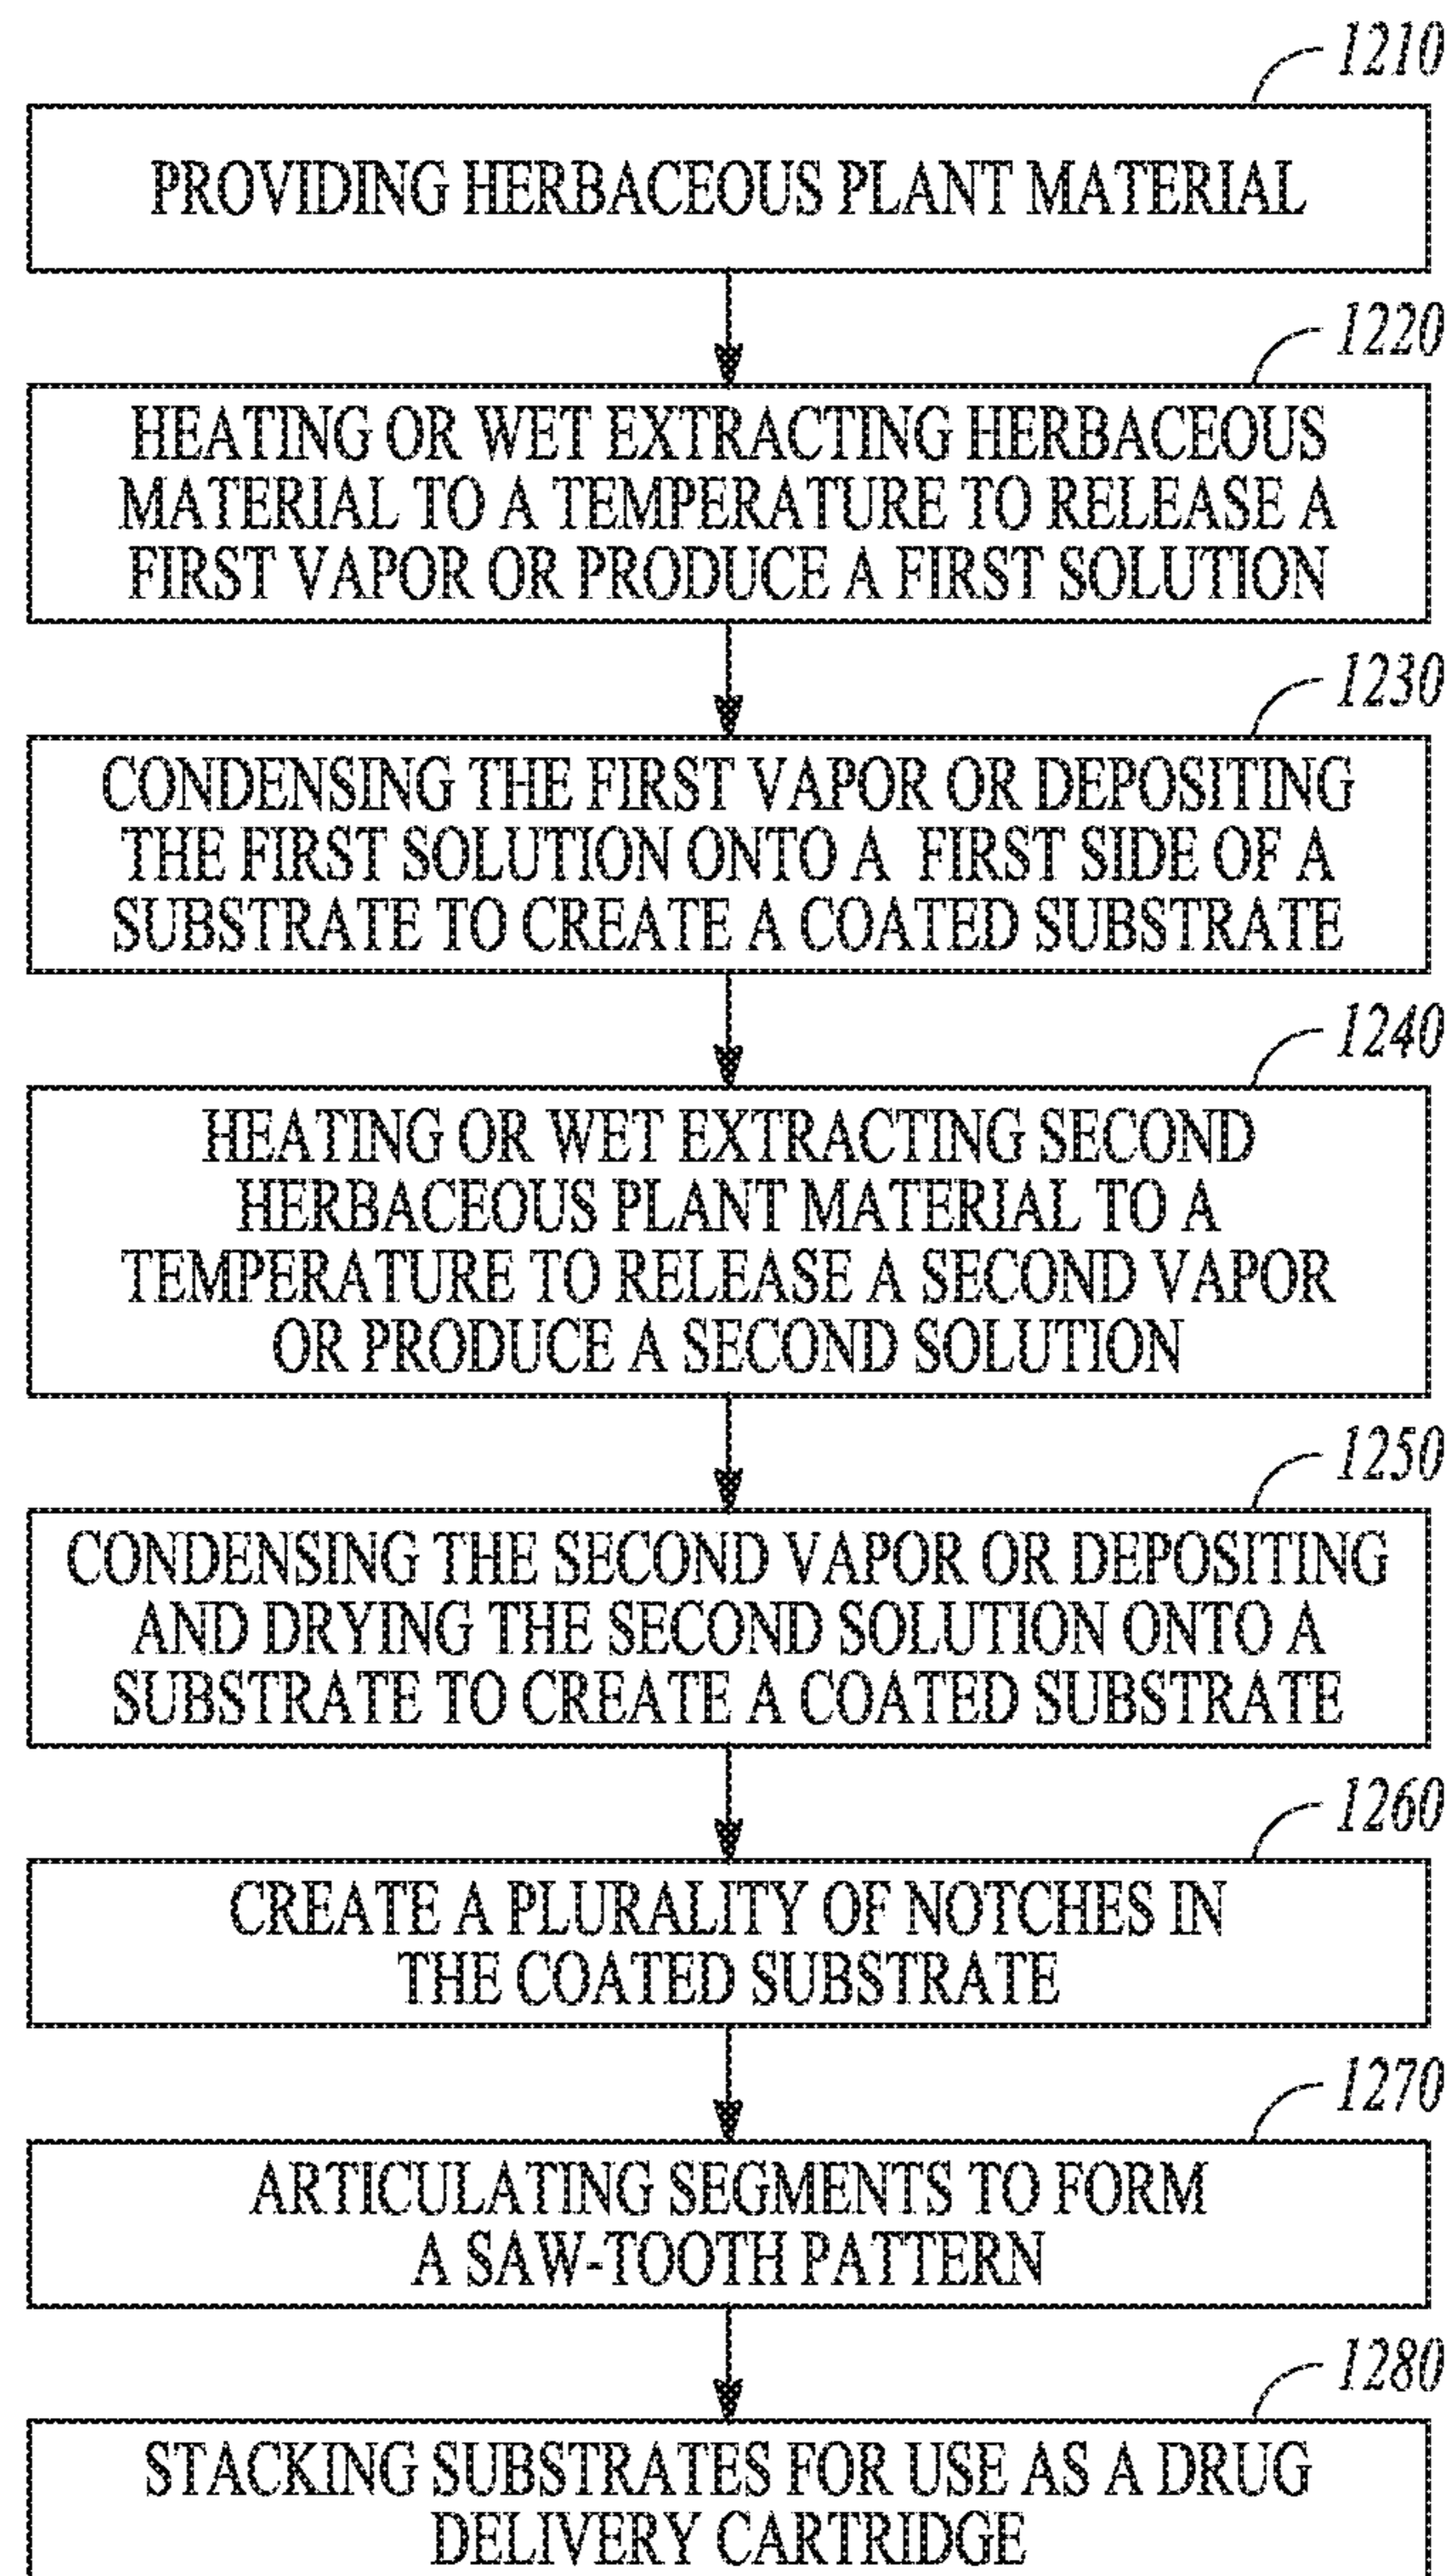 1210
PROVIDING HERBACEOUS PLANT MATERIAL
1220
HEATING OR WET EXTRACTING HERBACEOUS
MATERIAL TO A TEMPERATURE TO RELEASE A
FIRST VAPOR OR PRODUCE A FIRST SOLUTION
1230
CONDENSING THE FIRST VAPOR OR DEPOSITING
THE FIRST SOLUTION ONTO A FIRST SIDE OF A
SUBSTRATE TO CREATE A COATED SUBSTRATE
1240
HEATING OR WET EXTRACTING SECOND
HERBACEOUS PLANT MATERIAL TO A
TEMPERATURE TO RELEASE A SECOND VAPOR
OR PRODUCE A SECOND SOLUTION
1250
CONDENSING THE SECOND VAPOR OR DEPOSITING
AND DRYING THE SECOND SOLUTION ONTO A
SUBSTRATE TO CREATE A COATED SUBSTRATE
1260
CREATE A PLURALITY OF NOTCHES IN
THE COATED SUBSTRATE
1270
ARTICULATING SEGMENTS TO FORM
A SAW-TOOTH PATTERN
1280
STACKING SUBSTRATES FOR USE AS A DRUG
DELIVERY CARTRIDGE